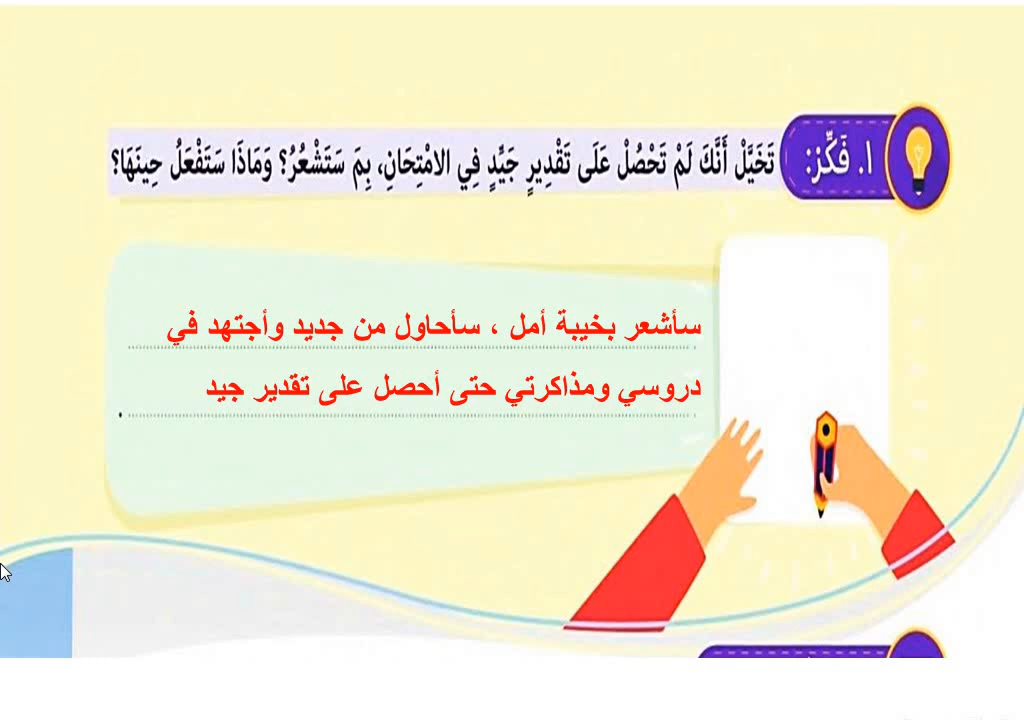 ١. فَكِّرْ:
تَخَيَّلْ أَنَّكَ لَمْ تَحْصُلْ عَلَى تَقْدِيرٍ جَيِّدٍ فِي الامْتِحَانِ، بِمَ سَتَشْعُرُ؟ وَمَاذَا سَتَفْعَلُ حِينَهَا؟
سأشعر بخيبة أمل ، سأحاول من جديد وأجتهد في
دروسي ومذاكرتي حتى أحصل على تقدير جيد